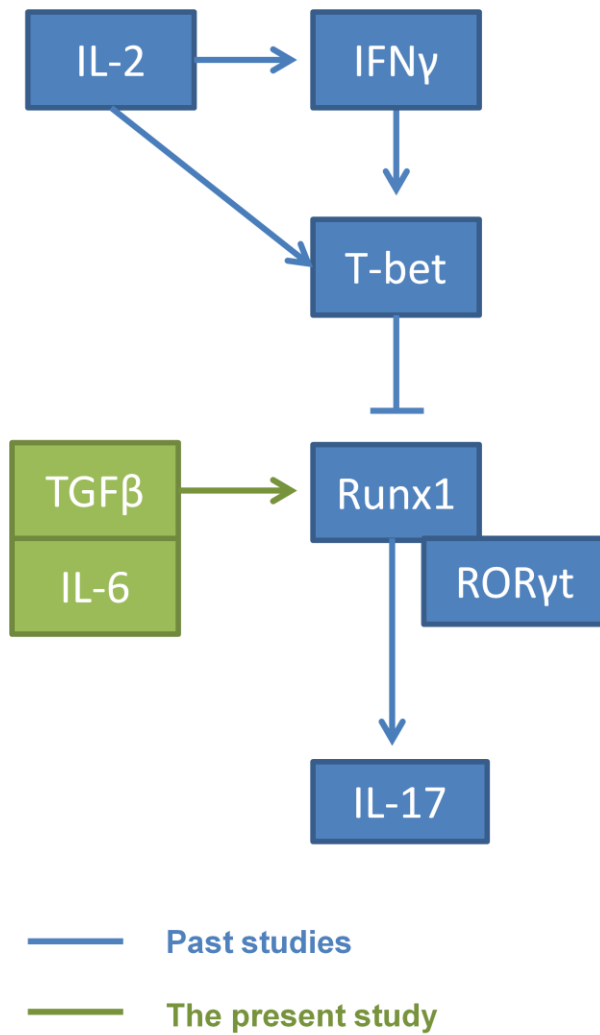 IL-2
IFNγ
T-bet
TGFβ
Runx1
IL-6
RORγt
IL-17
Past studies
The present study